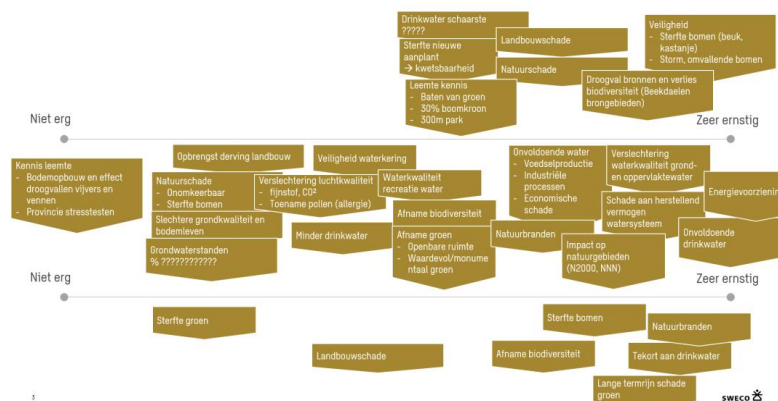 Drinkwater schaarste
?????
Sterfte nieuwe
aanplant
→ kwetsbaarheid
Leemte kennis
- Baten van groen
- 30% boomkroon
- 300m park
Landbouwschade
Natuurschade
Droogval bronnen en verlies
biodiversiteit (Beekdaelen
brongebieden)
Veiligheid
- Sterfte bomen (beuk,
kastanje)
- Storm, omvallende bomen
Niet erg
Zeer ernstig
Kennis leemte
- Bodemopbouw en effect
droogvallen vijvers en
vennen
- Provincie stresstesten
Opbrengst derving landbouw
Natuurschade
- Onomkeerbaar
- Sterfte bomen
Slechtere grondkwaliteit en
bodemleven
Grondwaterstanden
% ????????????
Veiligheid waterkering
Verslechtering luchtkwaliteit
- fijnstof, CO²
- Toename pollen (allergie)
Minder drinkwater
Waterkwaliteit
recreatie water
Afname biodiversiteit
Afname groen
- Openbare ruimte
- Waardevol/monume
ntaal groen
Onvoldoende water
- Voedselproductie
- Industriële
processen
- Economische
schade
Natuurbranden
Impact op
natuurgebieden
(N2000, NNN)
Verslechtering
waterkwaliteit grond-
en oppervlaktewater
Schade aan herstellend
vermogen
watersysteem
Energievoorzienin
Onvoldoende
drinkwater
Niet erg
Zeer ernstig
Sterfte groen
Landbouwschade
Sterfte bomen
Afname biodiversiteit
Natuurbranden
Tekort aan drinkwater
Lange termrijn schade
groen
3
SWECO